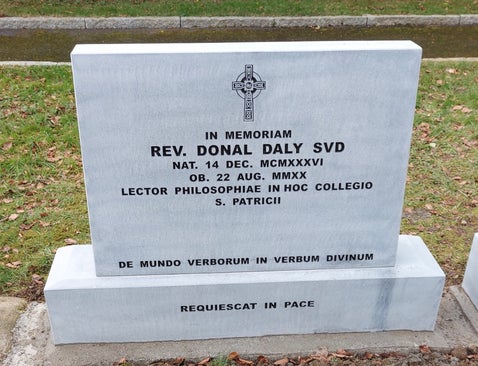 IN MEMORIAM
REV. DONAL DALY SVD
NAT. 14 DEC. MCMXXXVI
OB. 22 AUG. MMXX
LECTOR PHILOSOPHIAE IN HOC COLLEGIO
S. PATRICII
DE MUNDO VERBORUM IN VERBUM DIVINUM
REQUIESCAT IN PACE